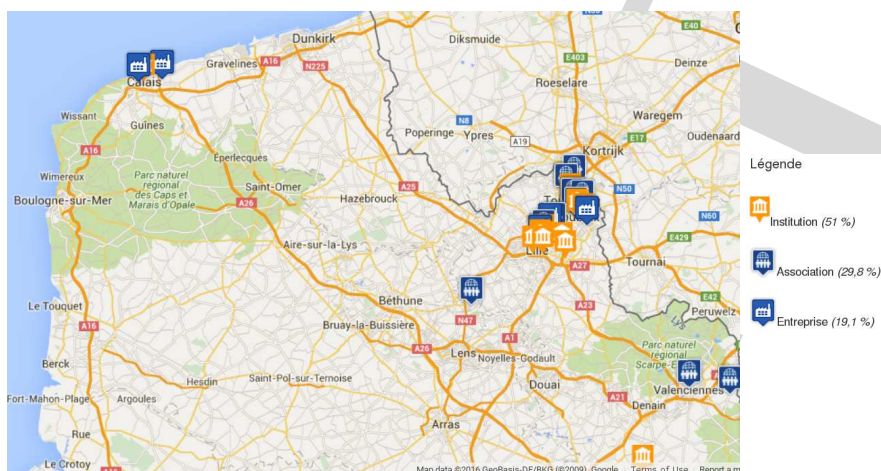 E40
Dunkirk
Diksmuide
Deinze
Gravelines
A16
N225
E403
Calais
Roeselare
Wissant
Guines
N8
Waregem
Poperinge
Ypres
A19
E17
Oudenaard
A16
Éperlecques
Kortrijk
Wimereux
Parc naturel
régional
des Caps et
Marais d'Opale
Saint-Omer
A25
N50
Boulogne-sur-Mer
Hazebrouck
A26
N60
Aire-sur-la-Lys
E429
Lille
A27
Tournai
Le Touquet
Béthune
E42
A23
Peruwelz
Bruay-la-Buissière
N47
A16
Lys
A26
A1
Parc naturel
régional
Scarpe-E
Lens
Noyelles-Godault
Berck
Hesdin
Saint-Pol-sur-Ternoise
Douai
A21
Valenciennes
Fort-Mahon-Plage
Argoules
Denain
Arras
Rue
Le Crotoy
Map data ©2016 GeoBasis-DE/BKG (©2009), Google
Terms of Use
Report a m
Légende
Institution (51 %)
Association (29,8 %)
Entreprise (19,1 %)